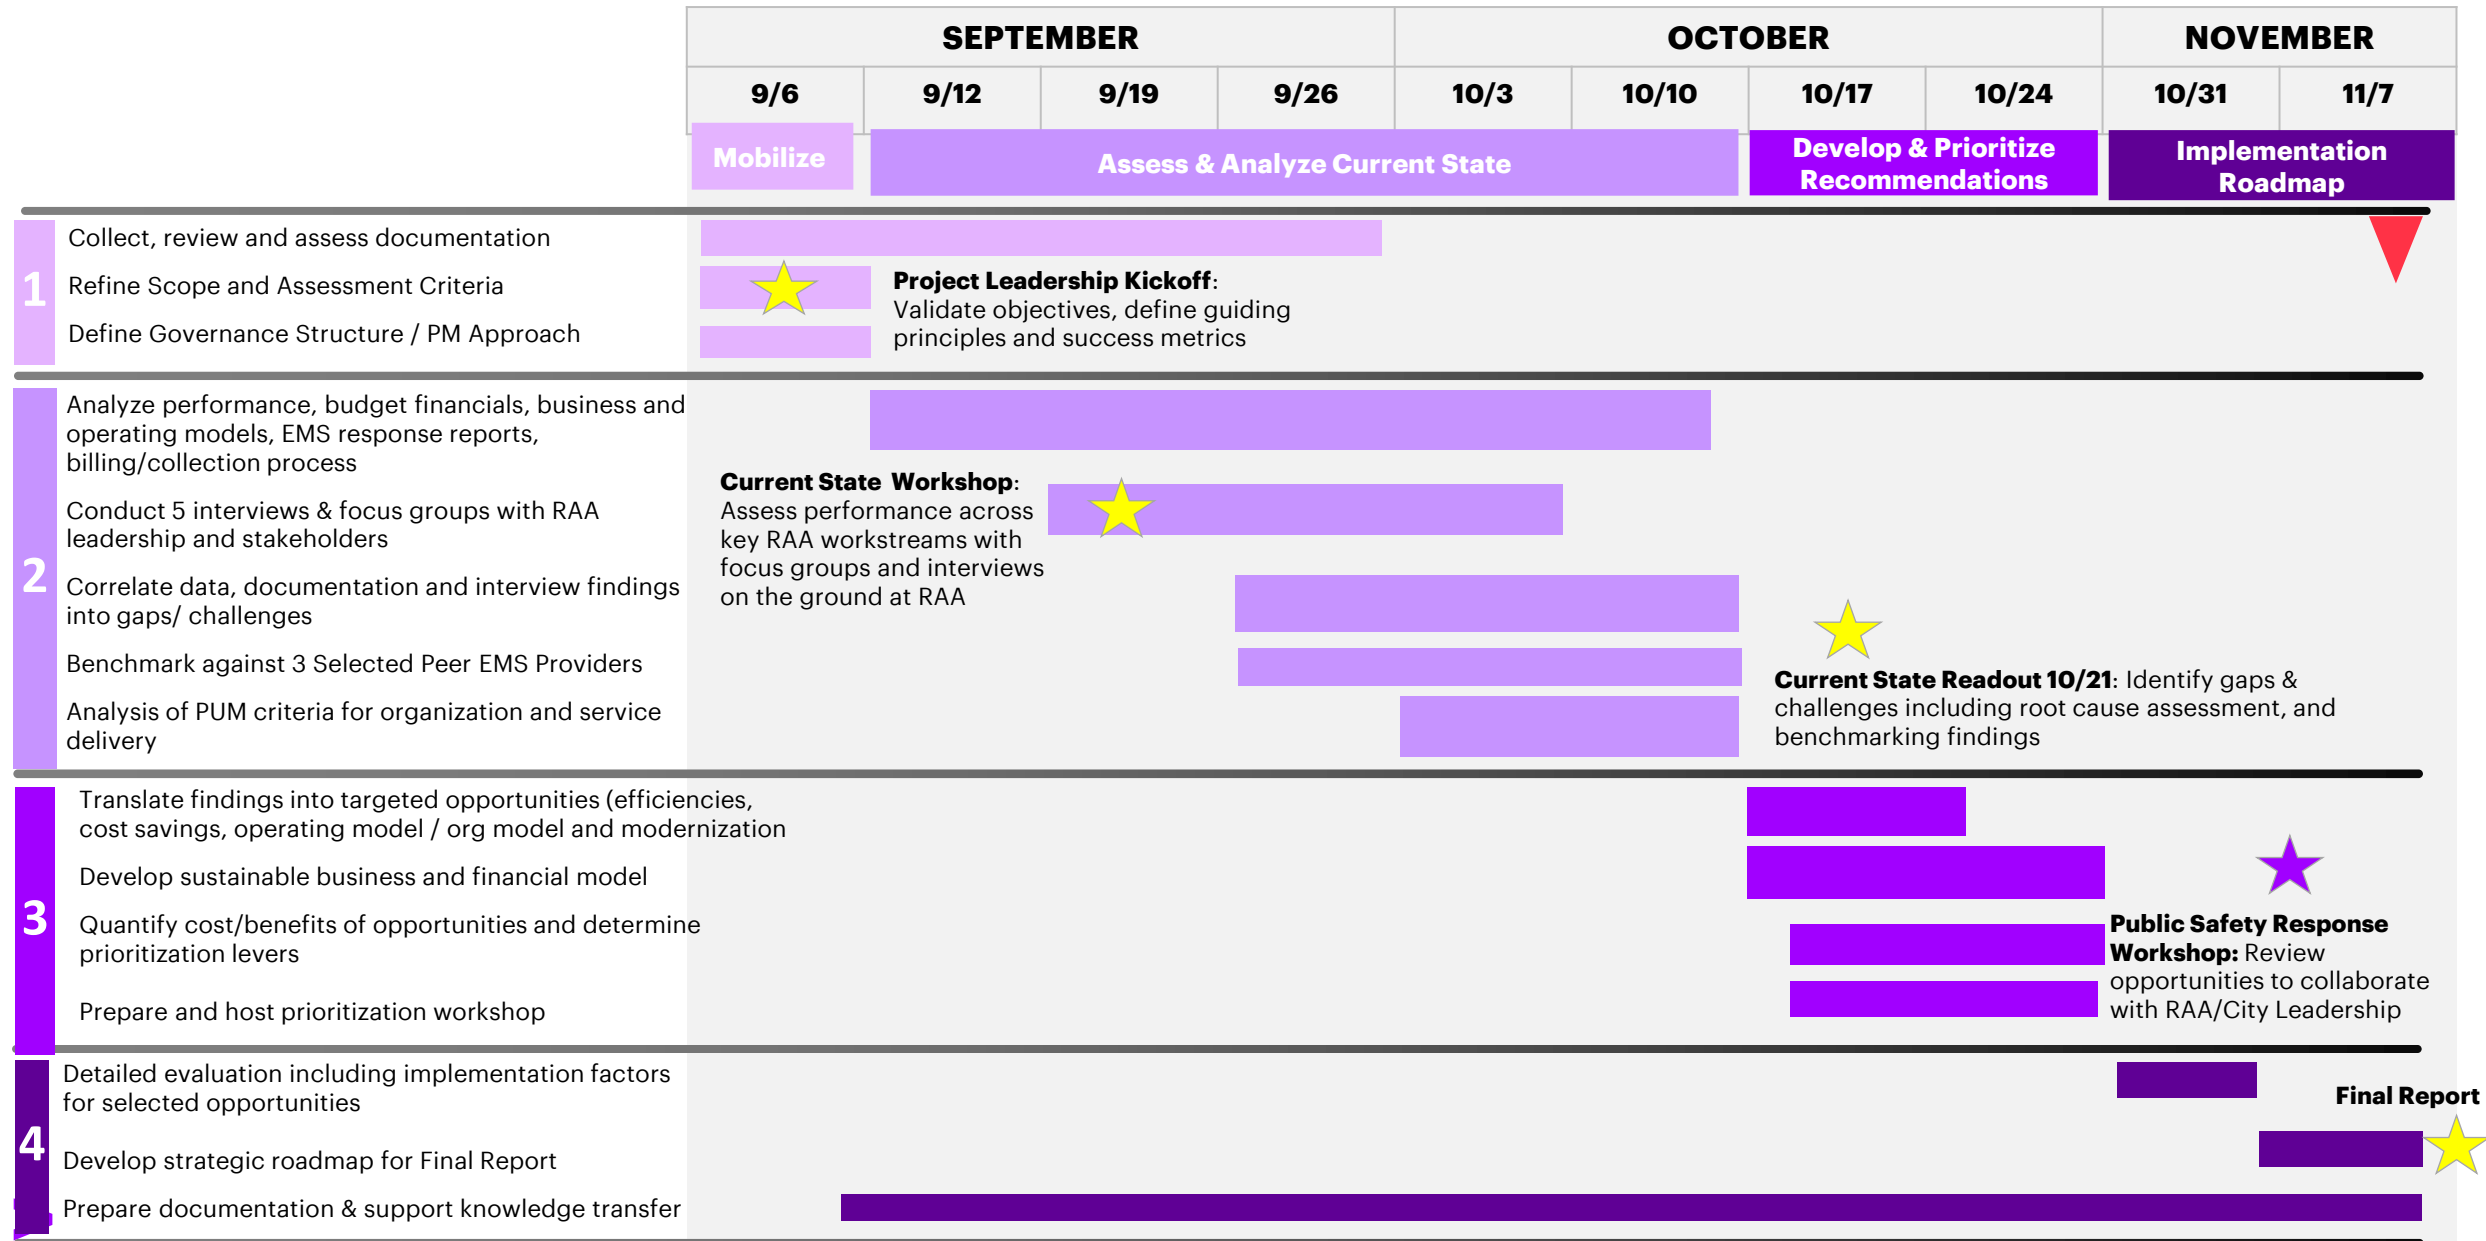 SEPTEMBER OCTOBER NOVEMBER
9/6 9/12 9/19 9/26 10/3 10/10 10/17 10/24 10/31 11/7
Mobilize
Assess & Analyze Current State
Develop & Prioritize
Recommendations
Implementation
Roadmap
1
Collect, review and assess documentation
Refine Scope and Assessment Criteria
Define Governance Structure / PM Approach
Project Leadership Kickoff:
Validate objectives, define guiding
principles and success metrics
2
Analyze performance, budget financials, business and
operating models, EMS response reports,
billing/collection process
Conduct 5 interviews & focus groups with RAA
leadership and stakeholders
Correlate data, documentation and interview findings
into gaps/ challenges
Benchmark against 3 Selected Peer EMS Providers
Analysis of PUM criteria for organization and service
delivery
Current State Workshop:
Assess performance across
key RAA workstreams with
focus groups and interviews
on the ground at RAA
Current State Readout 10/21: Identify gaps &
challenges including root cause assessment, and
benchmarking findings
3
Translate findings into targeted opportunities (efficiencies,
cost savings, operating model / org model and modernization
Develop sustainable business and financial model
Quantify cost/benefits of opportunities and determine
prioritization levers
Prepare and host prioritization workshop
Public Safety Response
Workshop: Review
opportunities to collaborate
with RAA/City Leadership
4
Detailed evaluation including implementation factors
for selected opportunities
Develop strategic roadmap for Final Report
Prepare documentation & support knowledge transfer
Final Report